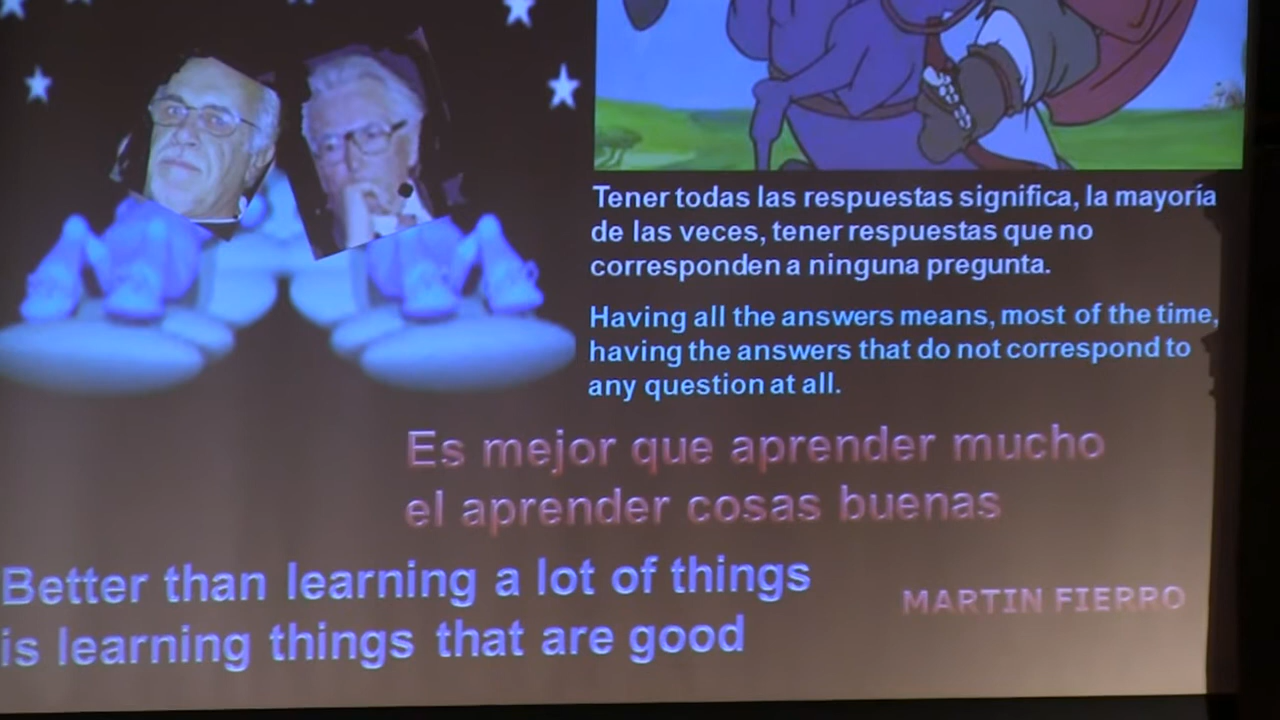 Tener todas las respuestas significa, la mayoría
de las veces, tener respuestas que no
corresponden a ninguna pregunta.
Having all the answers means, most of the time,
having the answers that do not correspond to
any question at all.
Es mejor que aprender mucho
el aprender cosas buenas
Better than learning a lot of things
is learning things that are good
MARTIN FIERRO